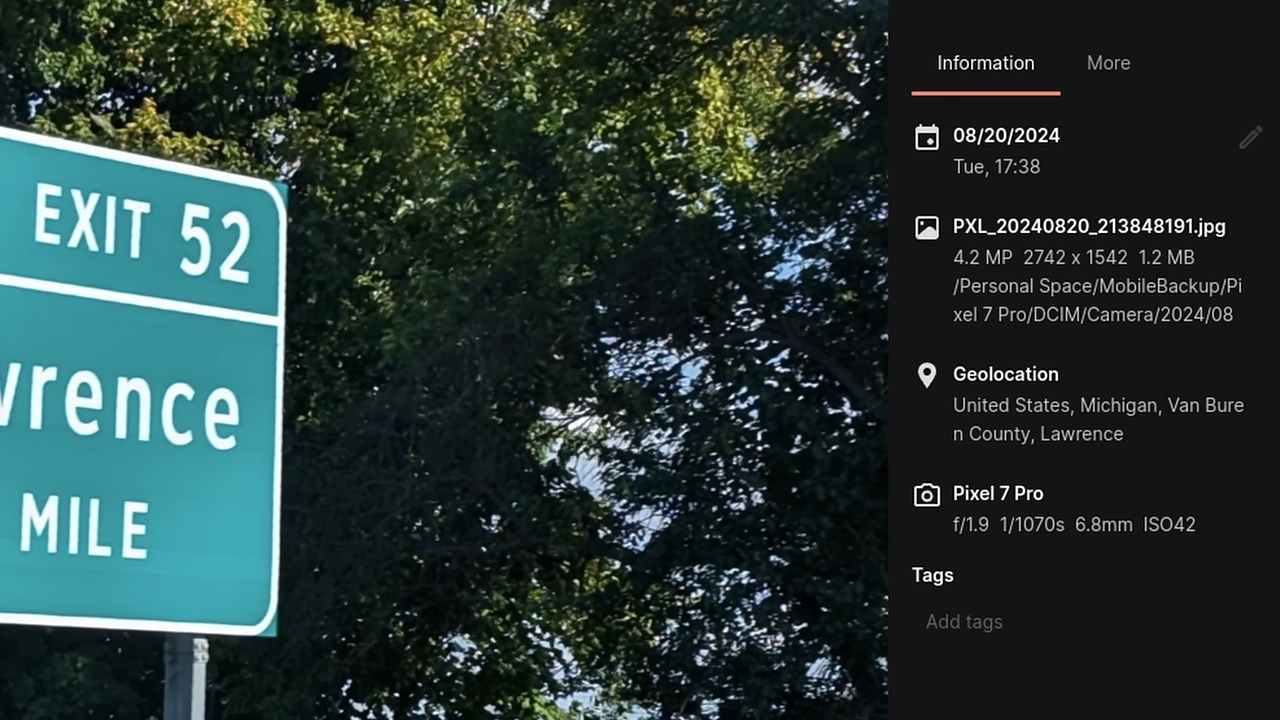 EXIT 52
wrence
MILE
Information
More
08/20/2024
Tue, 17:38
PXL_20240820_213848191.jpg
4.2 MP 2742 x 1542 1.2 MB
/Personal Space/MobileBackup/Pi
xel 7 Pro/DCIM/Camera/2024/08
Geolocation
United States, Michigan, Van Bure
n County, Lawrence
Pixel 7 Pro
f/1.9 1/1070s 6.8mm ISO42
Tags
Add tags